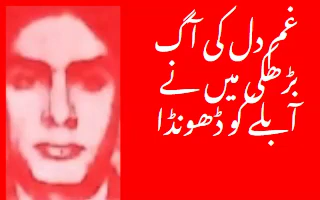 غم دل کی آگ
بڑھکی میں نے
آبلے کو ڈھونڈا